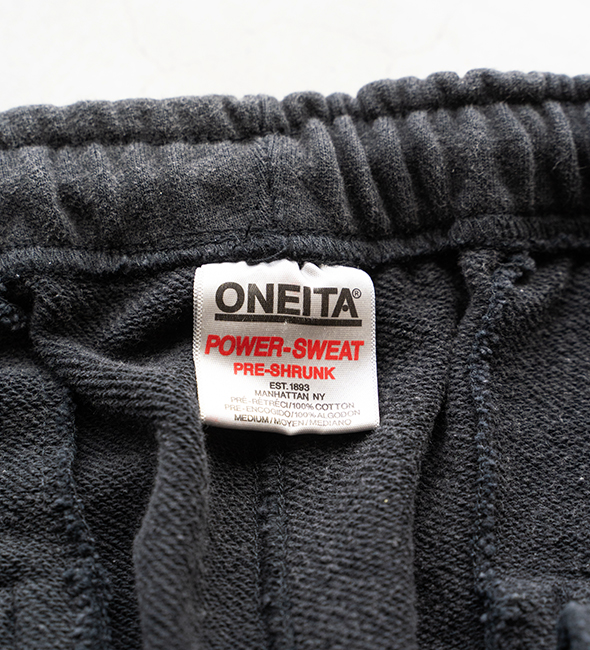 ONEITA®
POWER-SWEAT
PRE-SHRUNK
EST.1893
MANHATTAN NY
PRÉ-RÉTRÉCI/100% COTTON
PRE-ENCOGIDO/100% ALGODON
MEDIUM/MOYEN/MEDIANO